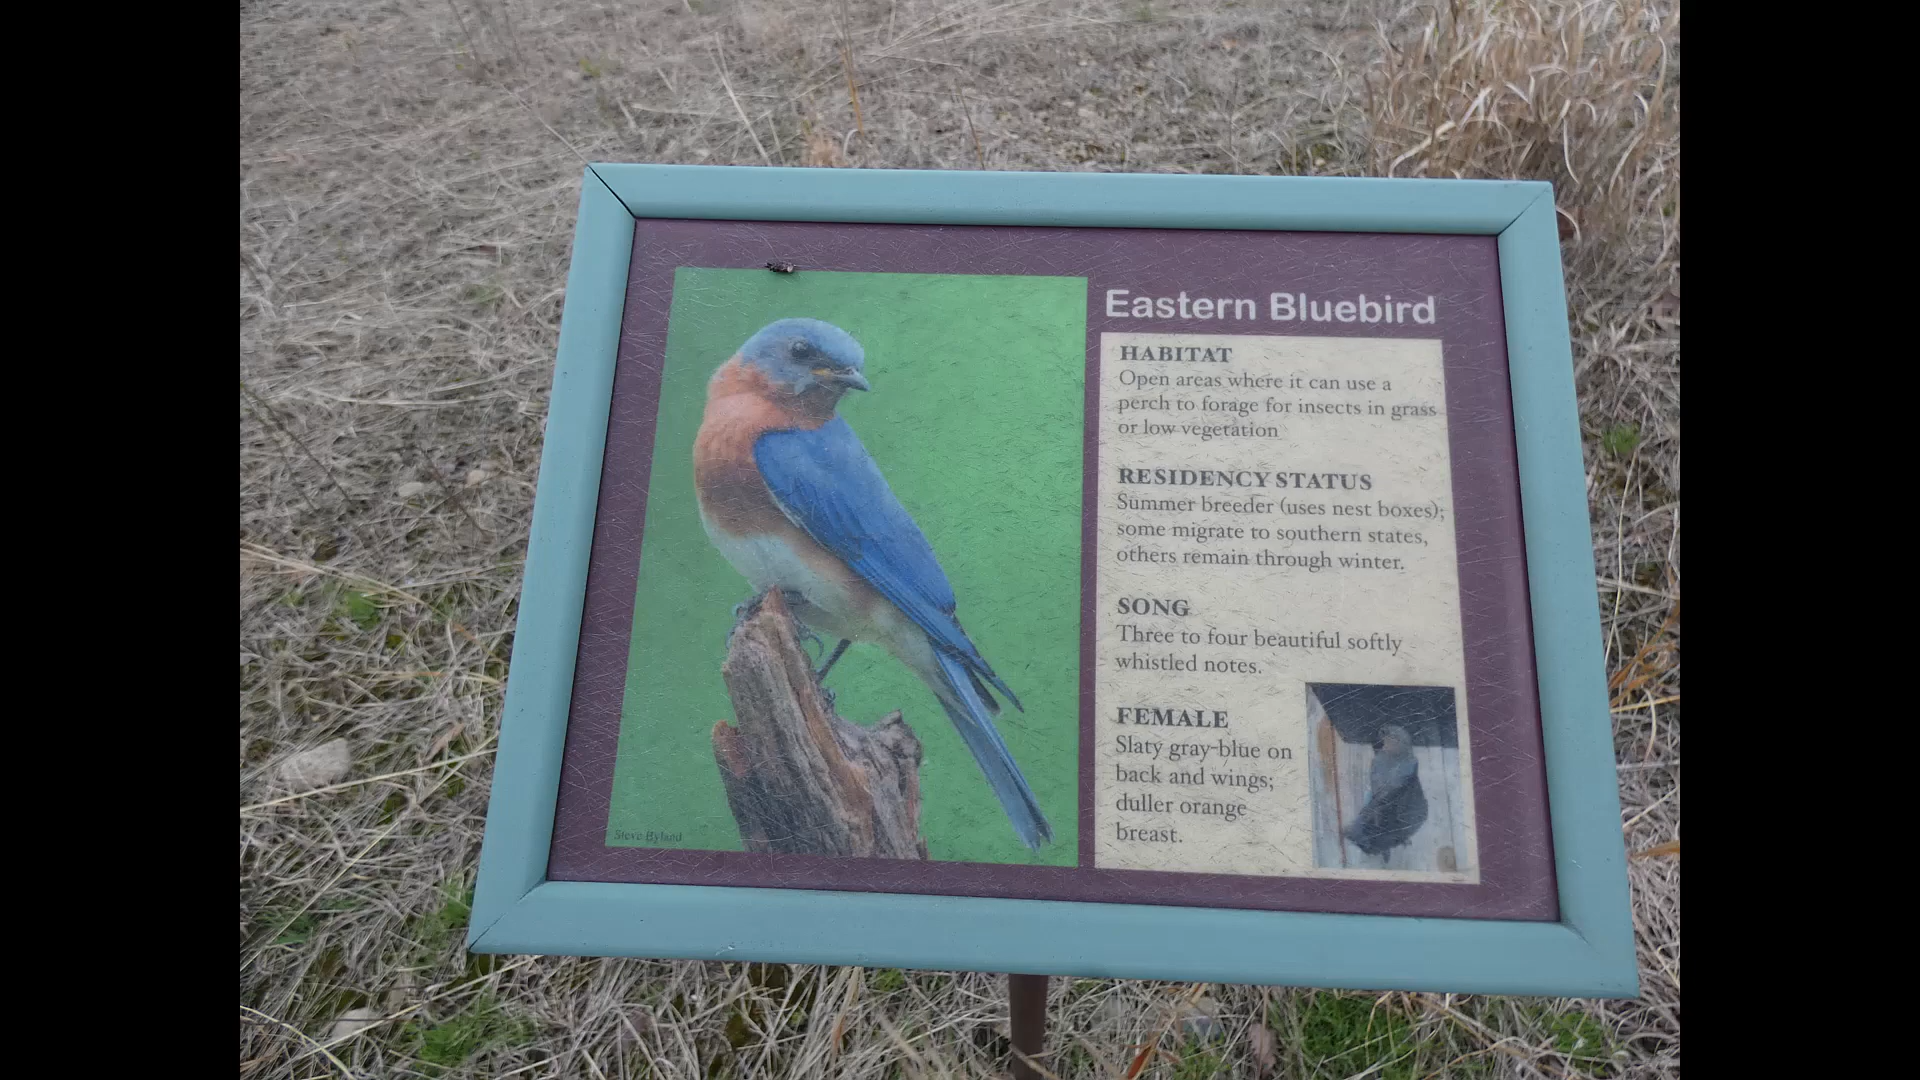 Eastern Bluebird
HABITAT
Open areas where it can use a
perch to forage for insects in grass
or low vegetation
RESIDENCY STATUS
Summer breeder (uses nest boxes);
some migrate to southern states,
others remain through winter.
SONG
Three to four beautiful softly
whistled notes.
FEMALE
Slaty gray-blue on
back and wings;
duller orange
breast.
Steve Byland